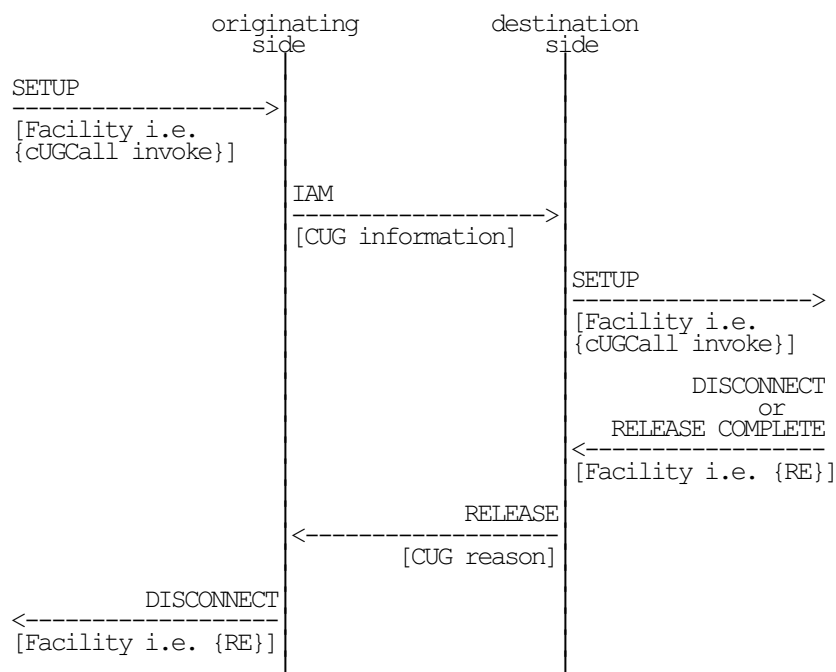 originating
side
destination
side
SETUP
------------------->
[Facility i.e.
{cUGCall invoke}]
IAM
------------------->
[CUG information]
SETUP
------------------>
[Facility i.e.
{cUGCall invoke}]
DISCONNECT
or
RELEASE COMPLETE
<------------------
[Facility i.e. {RE}]
RELEASE
<-------------------
[CUG reason]
DISCONNECT
<-------------------
[Facility i.e. {RE}]